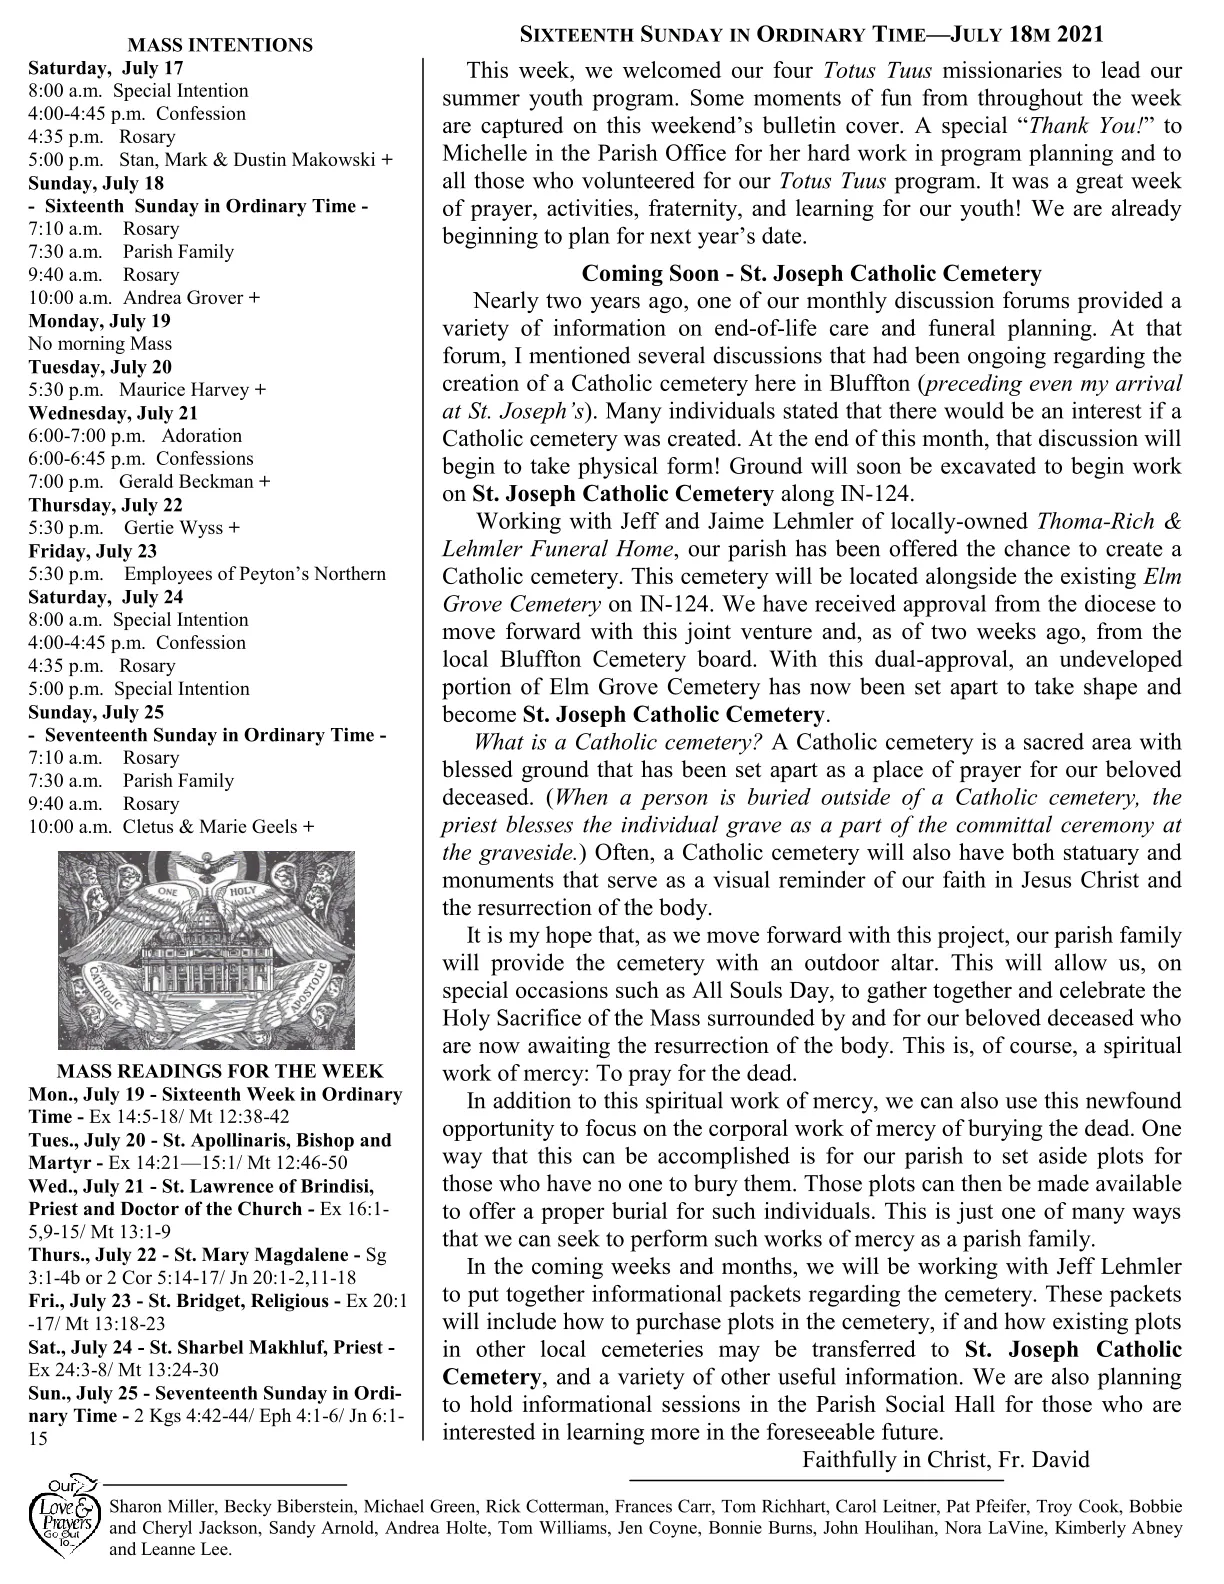 MASS INTENTIONS
Saturday, July 17
8:00 a.m. Special Intention
4:00-4:45 p.m. Confession
4:35 p.m. Rosary
5:00 p.m. Stan, Mark & Dustin Makowski +
Sunday, July 18
- Sixteenth Sunday in Ordinary Time -
7:10 a.m. Rosary
7:30 a.m. Parish Family
9:40 a.m. Rosary
10:00 a.m. Andrea Grover +
Monday, July 19
No morning Mass
Tuesday, July 20
5:30 p.m. Maurice Harvey +
Wednesday, July 21
6:00-7:00 p.m. Adoration
6:00-6:45 p.m. Confessions
7:00 p.m. Gerald Beckman +
Thursday, July 22
5:30 p.m. Gertie Wyss +
Friday, July 23
5:30 p.m. Employees of Peyton’s Northern
Saturday, July 24
8:00 a.m. Special Intention
4:00-4:45 p.m. Confession
4:35 p.m. Rosary
5:00 p.m. Special Intention
Sunday, July 25
- Seventeenth Sunday in Ordinary Time -
7:10 a.m. Rosary
7:30 a.m. Parish Family
9:40 a.m. Rosary
10:00 a.m. Cletus & Marie Geels +
ONE HOLY
CATHOLIC APOSTOLIC
MASS READINGS FOR THE WEEK
Mon., July 19 - Sixteenth Week in Ordinary
Time - Ex 14:5-18/ Mt 12:38-42
Tues., July 20 - St. Apollinaris, Bishop and
Martyr - Ex 14:21—15:1/ Mt 12:46-50
Wed., July 21 - St. Lawrence of Brindisi,
Priest and Doctor of the Church - Ex 16:1-
5,9-15/ Mt 13:1-9
Thurs., July 22 - St. Mary Magdalene - Sg
3:1-4b or 2 Cor 5:14-17/ Jn 20:1-2,11-18
Fri., July 23 - St. Bridget, Religious - Ex 20:1
-17/ Mt 13:18-23
Sat., July 24 - St. Sharbel Makhluf, Priest -
Ex 24:3-8/ Mt 13:24-30
Sun., July 25 - Seventeenth Sunday in Ordi-
nary Time - 2 Kgs 4:42-44/ Eph 4:1-6/ Jn 6:1-
15
SIXTEENTH SUNDAY IN ORDINARY TIME—JULY 18M 2021
This week, we welcomed our four Totus Tuus missionaries to lead our
summer youth program. Some moments of fun from throughout the week
are captured on this weekend’s bulletin cover. A special “Thank You!” to
Michelle in the Parish Office for her hard work in program planning and to
all those who volunteered for our Totus Tuus program. It was a great week
of prayer, activities, fraternity, and learning for our youth! We are already
beginning to plan for next year’s date.
Coming Soon - St. Joseph Catholic Cemetery
Nearly two years ago, one of our monthly discussion forums provided a
variety of information on end-of-life care and funeral planning. At that
forum, I mentioned several discussions that had been ongoing regarding the
creation of a Catholic cemetery here in Bluffton (preceding even my arrival
at St. Joseph’s). Many individuals stated that there would be an interest if a
Catholic cemetery was created. At the end of this month, that discussion will
begin to take physical form! Ground will soon be excavated to begin work
on St. Joseph Catholic Cemetery along IN-124.
Working with Jeff and Jaime Lehmler of locally-owned Thoma-Rich &
Lehmler Funeral Home, our parish has been offered the chance to create a
Catholic cemetery. This cemetery will be located alongside the existing Elm
Grove Cemetery on IN-124. We have received approval from the diocese to
move forward with this joint venture and, as of two weeks ago, from the
local Bluffton Cemetery board. With this dual-approval, an undeveloped
portion of Elm Grove Cemetery has now been set apart to take shape and
become St. Joseph Catholic Cemetery.
What is a Catholic cemetery? A Catholic cemetery is a sacred area with
blessed ground that has been set apart as a place of prayer for our beloved
deceased. (When a person is buried outside of a Catholic cemetery, the
priest blesses the individual grave as a part of the committal ceremony at
the graveside.) Often, a Catholic cemetery will also have both statuary and
monuments that serve as a visual reminder of our faith in Jesus Christ and
the resurrection of the body.
It is my hope that, as we move forward with this project, our parish family
will provide the cemetery with an outdoor altar. This will allow us, on
special occasions such as All Souls Day, to gather together and celebrate the
Holy Sacrifice of the Mass surrounded by and for our beloved deceased who
are now awaiting the resurrection of the body. This is, of course, a spiritual
work of mercy: To pray for the dead.
In addition to this spiritual work of mercy, we can also use this newfound
opportunity to focus on the corporal work of mercy of burying the dead. One
way that this can be accomplished is for our parish to set aside plots for
those who have no one to bury them. Those plots can then be made available
to offer a proper burial for such individuals. This is just one of many ways
that we can seek to perform such works of mercy as a parish family.
In the coming weeks and months, we will be working with Jeff Lehmler
to put together informational packets regarding the cemetery. These packets
will include how to purchase plots in the cemetery, if and how existing plots
in other local cemeteries may be transferred to St. Joseph Catholic
Cemetery, and a variety of other useful information. We are also planning
to hold informational sessions in the Parish Social Hall for those who are
interested in learning more in the foreseeable future.
Faithfully in Christ, Fr. David
Our
Love &
Prayers
Go Out
To...
Sharon Miller, Becky Biberstein, Michael Green, Rick Cotterman, Frances Carr, Tom Richhart, Carol Leitner, Pat Pfeifer, Troy Cook, Bobbie
and Cheryl Jackson, Sandy Arnold, Andrea Holte, Tom Williams, Jen Coyne, Bonnie Burns, John Houlihan, Nora LaVine, Kimberly Abney
and Leanne Lee.